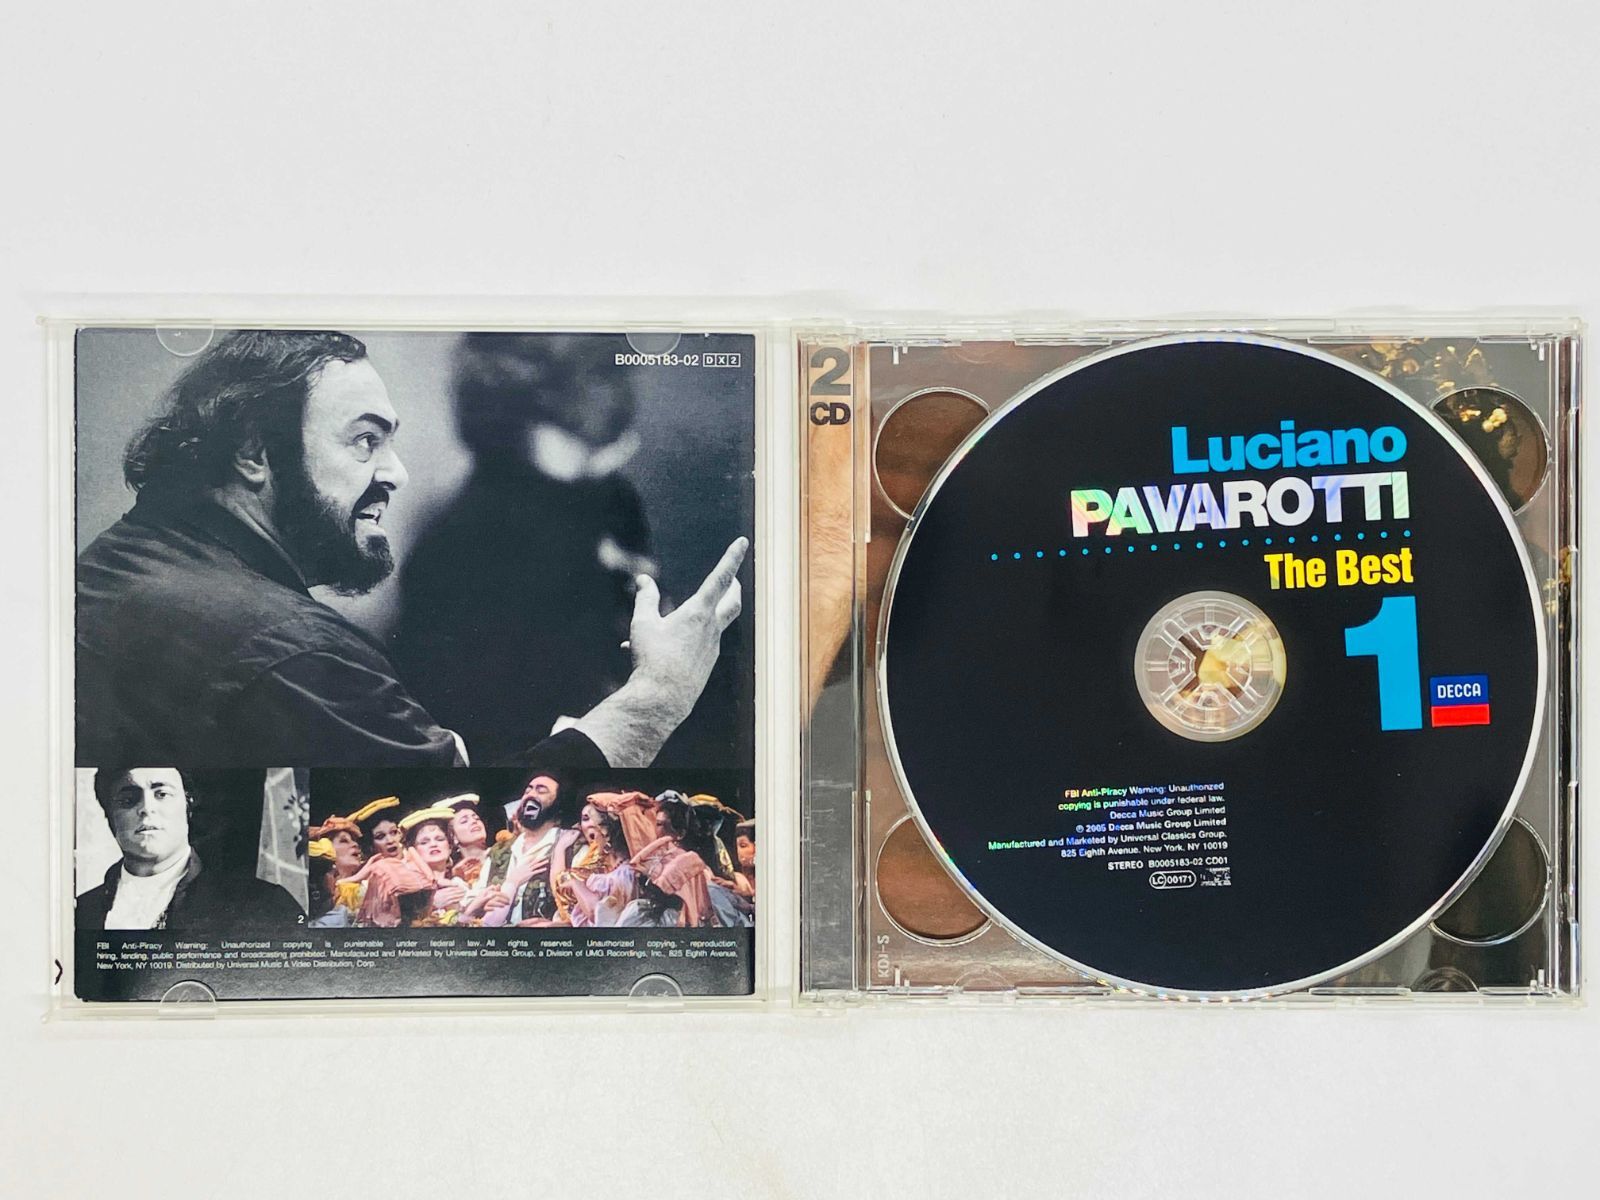 B0005183-02 DX2
2
1
FBI Anti-Piracy Warning: Unauthorized copying is punishable under federal law. All rights reserved. Unauthorized copying, reproduction,
hiring, lending, public performance and broadcasting prohibited. Manufactured and Marketed by Universal Classics Group, a Division of UMG Recordings, Inc., 825 Eighth Avenue,
New York, NY 10019. Distributed by Universal Music & Video Distribution, Corp.
2
CD
KDJ-S
Luciano
PAVAROTTI
The Best
1
DECCA
FBI Anti-Piracy Warning: Unauthorized
copying is punishable under federal law.
Decca Music Group Limited
℗ 2005 Decca Music Group Limited
Manufactured and Marketed by Universal Classics Group,
825 Eighth Avenue, New York, NY 10019
STEREO B0005183-02 CD01
LC 00171